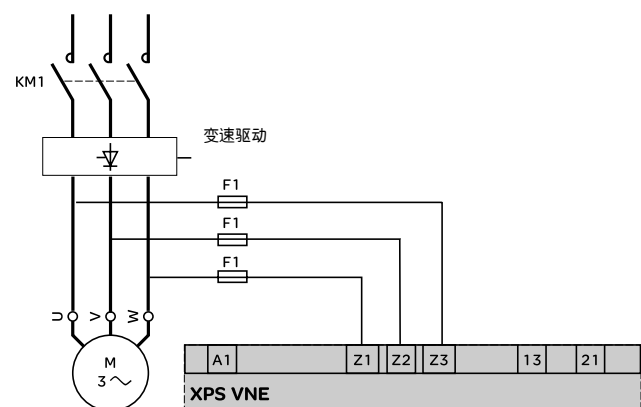 KM1
变速驱动
F1
F1
F1
U V W
M
3
A1 Z1 Z2 Z3 13 21
XPS VNE